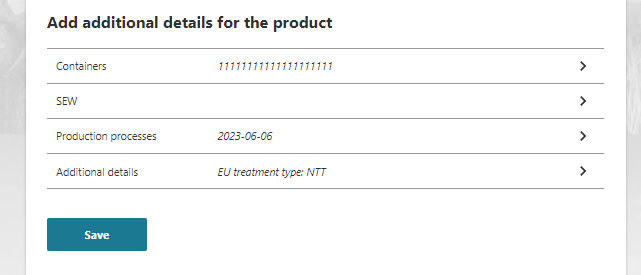 Add additional details for the product
Containers 11111111111111111111
SEW
Production processes 2023-06-06
Additional details EU treatment type: NTT
Save